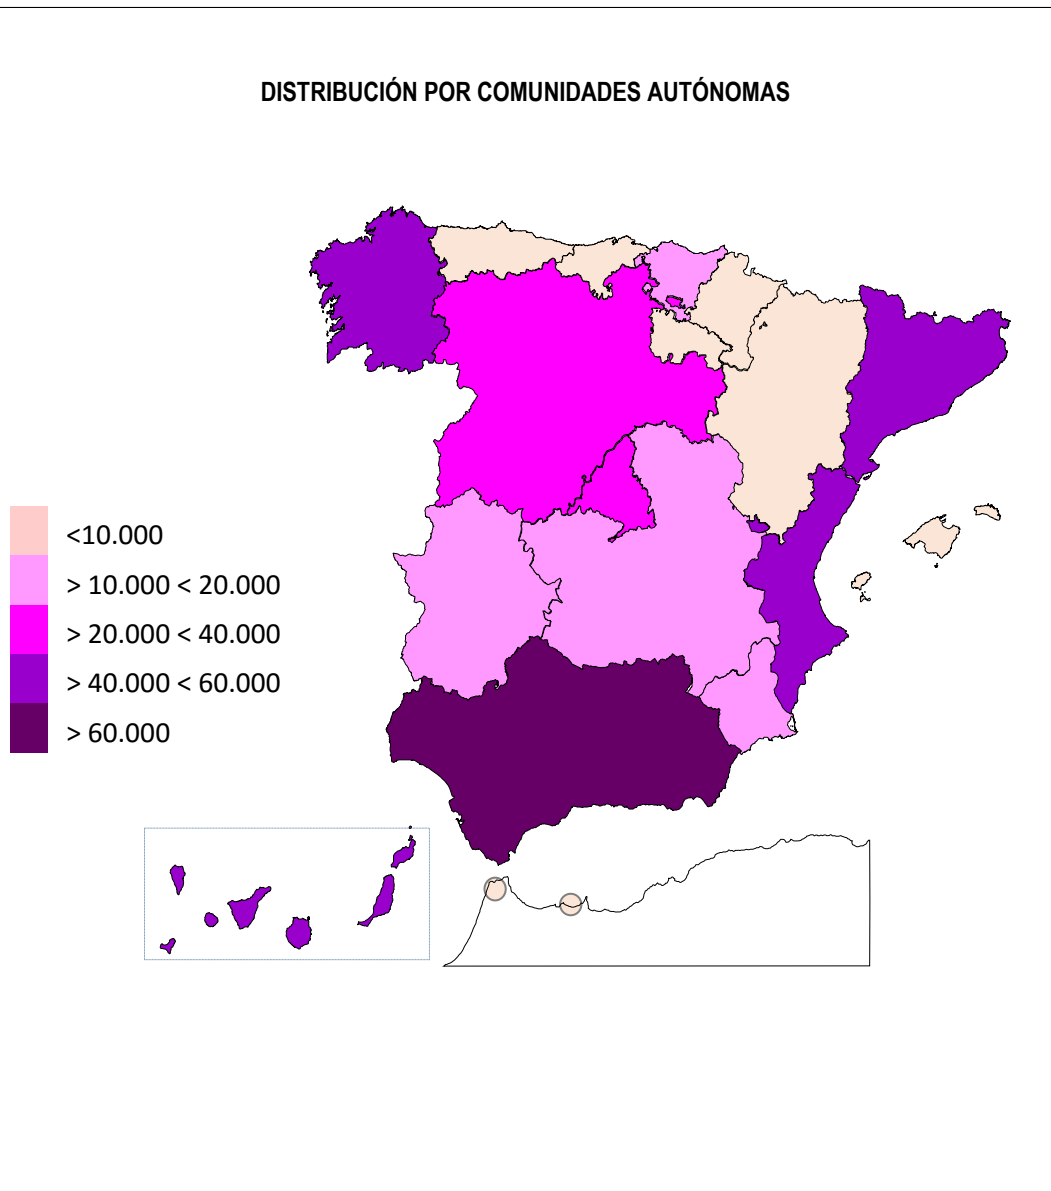 DISTRIBUCIÓN POR COMUNIDADES AUTÓNOMAS
<10.000
> 10.000 < 20.000
> 20.000 < 40.000
> 40.000 < 60.000
> 60.000